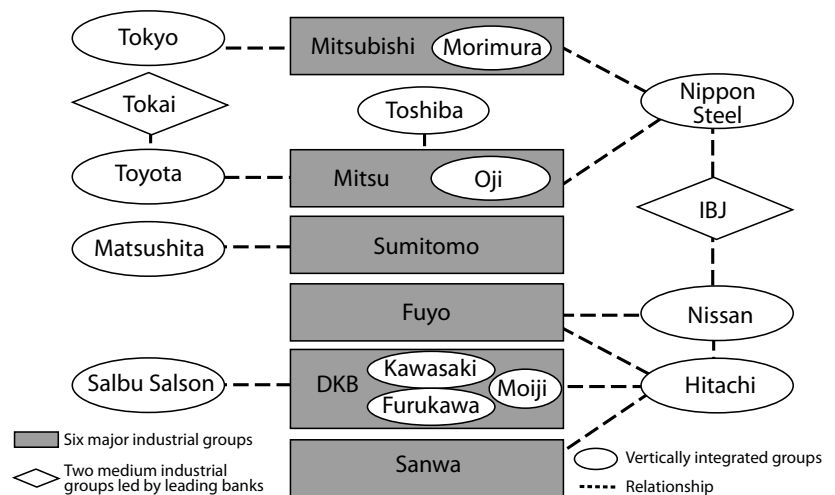 Tokyo
Mitsubishi
Morimura
Tokai
Toshiba
Nippon
Steel
Toyota
Mitsu
Oji
IBJ
Matsushita
Sumitomo
Fuyo
Nissan
Salbu Salson
DKB
Kawasaki
Furukawa
Moiji
Hitachi
Sanwa
Six major industrial groups
Two medium industrial
groups led by leading banks
Vertically integrated groups
Relationship